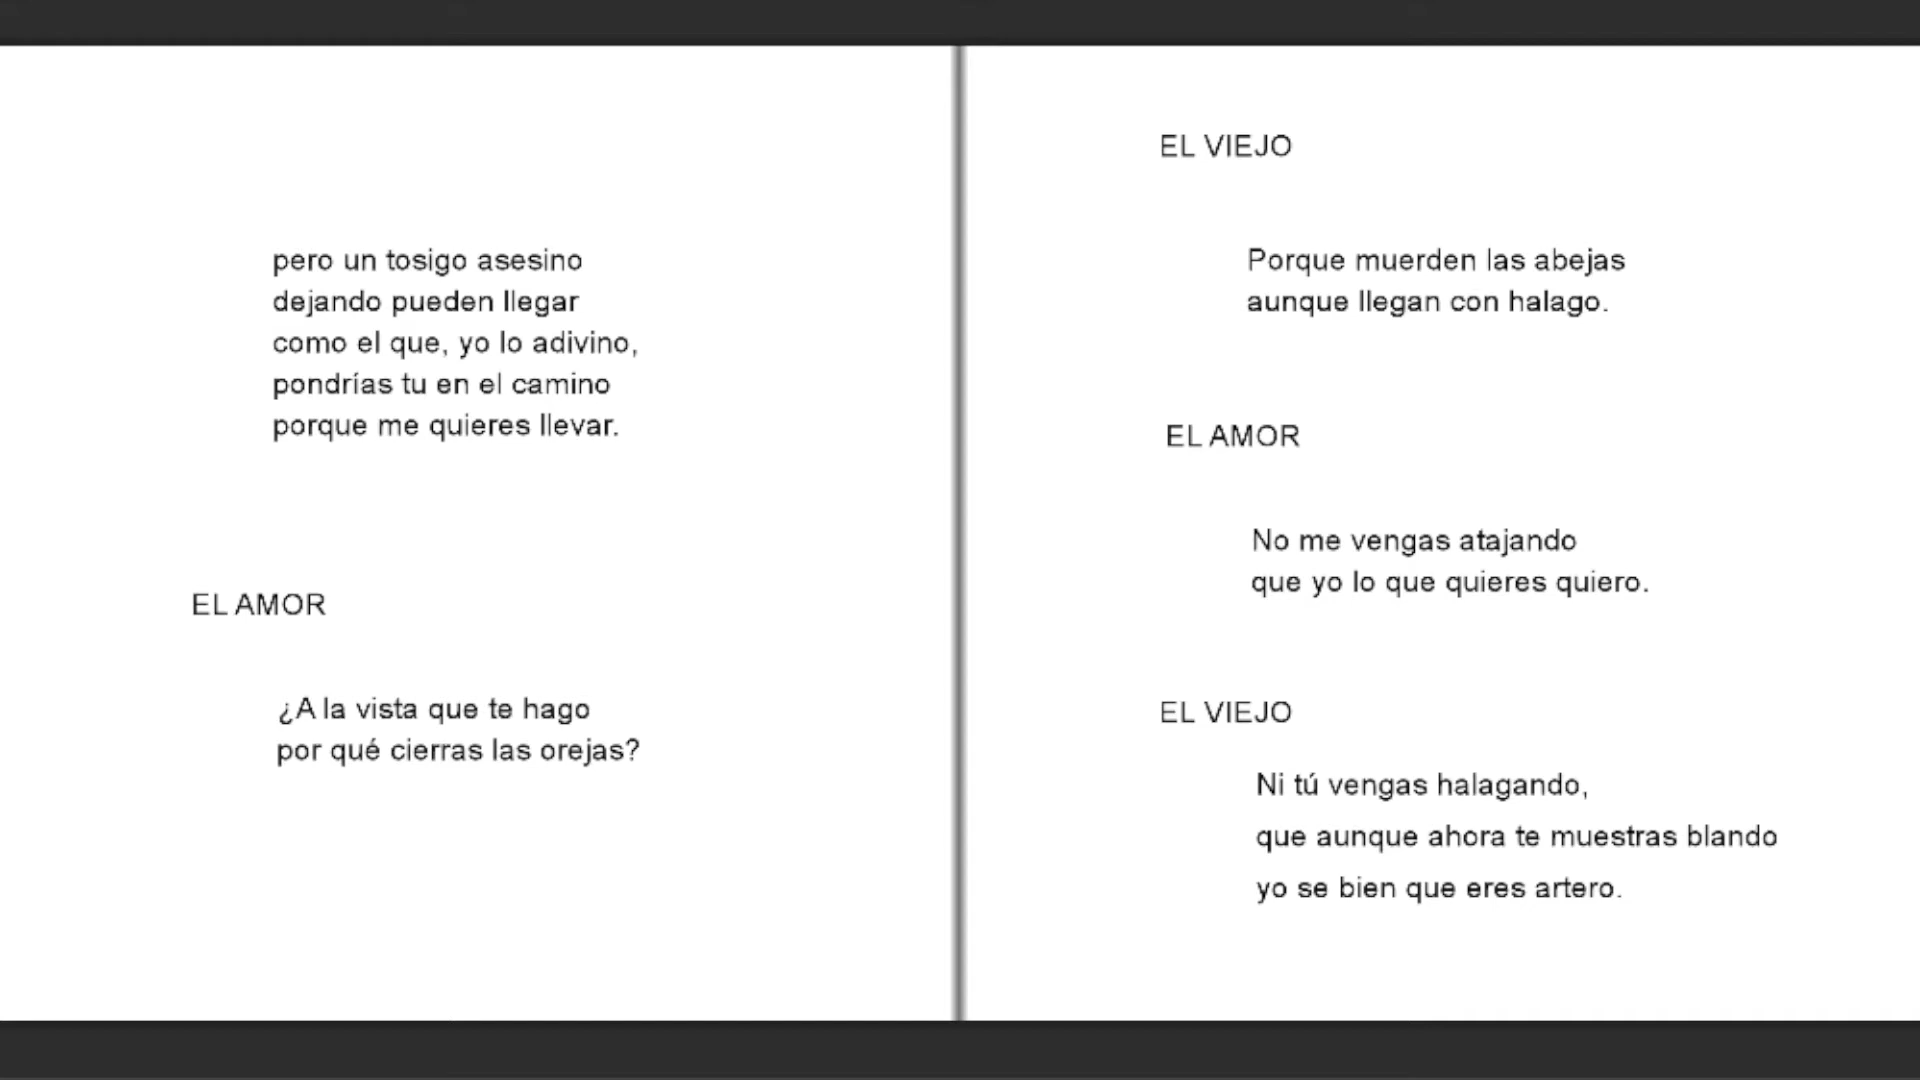 pero un tosigo asesino
dejando pueden llegar
como el que, yo lo adivino,
pondrías tu en el camino
porque me quieres llevar.
EL AMOR
¿A la vista que te hago
por qué cierras las orejas?
EL VIEJO
Porque muerden las abejas
aunque llegan con halago.
EL AMOR
No me vengas atajando
que yo lo que quieres quiero.
EL VIEJO
Ni tú vengas halagando,
que aunque ahora te muestras blando
yo se bien que eres artero.